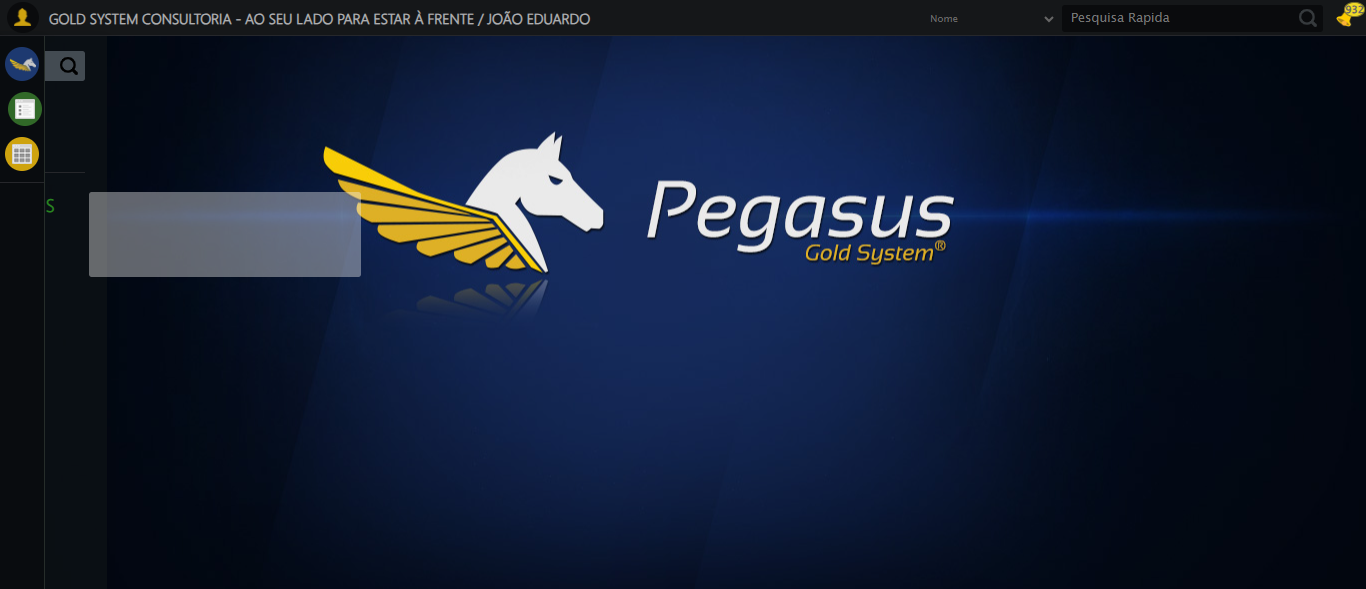 GOLD SYSTEM CONSULTORIA - AO SEU LADO PARA ESTAR À FRENTE / JOÃO EDUARDO
Nome
Pesquisa Rapida
932
S
Pegasus
Gold System®